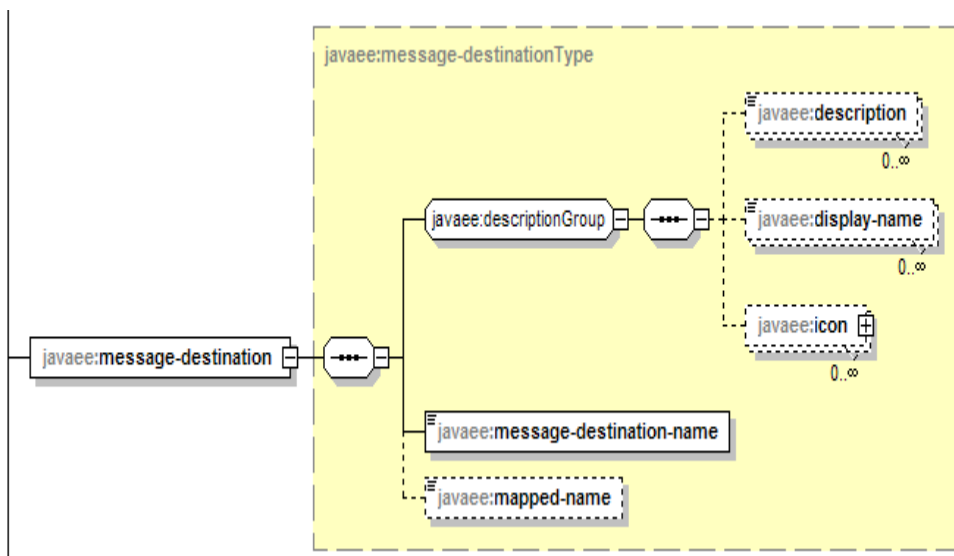 javaee:message-destinationType
javaee:description
0..∞
javaee:descriptionGroup
javaee:display-name
0..∞
javaee:icon
0..∞
javaee:message-destination
javaee:message-destination-name
javaee:mapped-name